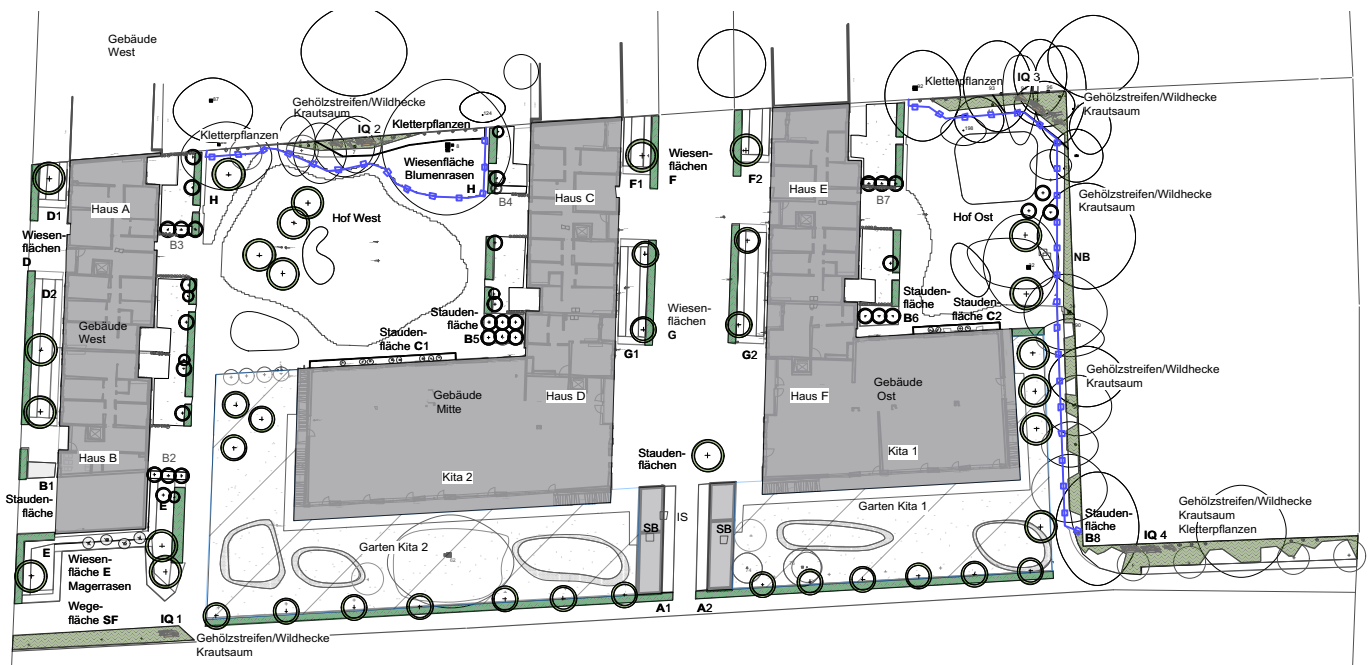 Gebäude
West
Kletterpflanzen
Gehölzstreifen/Wildhecke
Krautsaum
IQ 2
Kletterpflanzen
Wiesenfläche
Blumenrasen
H
B4
Haus C
F1
Wiesen-
flächen
F
F2
Haus E
B7
Kletterpflanzen
IQ 3
Gehölzstreifen/Wildhecke
Krautsaum
Gehölzstreifen/Wildhecke
Krautsaum
Hof Ost
NB
D1
Haus A
H
Hof West
B3
Wiesen-
flächen
D
D2
Gebäude
West
Stauden-
fläche C1
Stauden-
fläche
B5
Wiesen-
flächen
G
G1
G2
Stauden-
fläche
B6
Stauden-
fläche C2
Gehölzstreifen/Wildhecke
Krautsaum
Gebäude
Mitte
Haus D
Haus F
Gebäude
Ost
Haus B
B2
B1
Stauden-
fläche
Kita 2
Stauden-
flächen
Kita 1
E
E
Wiesen-
fläche E
Magerrasen
Wege-
fläche SF
IQ 1
Gehölzstreifen/Wildhecke
Krautsaum
Garten Kita 2
SB
IS
SB
A1
A2
Garten Kita 1
Stauden-
fläche
B8
IQ 4
Gehölzstreifen/Wildhecke
Krautsaum
Kletterpflanzen